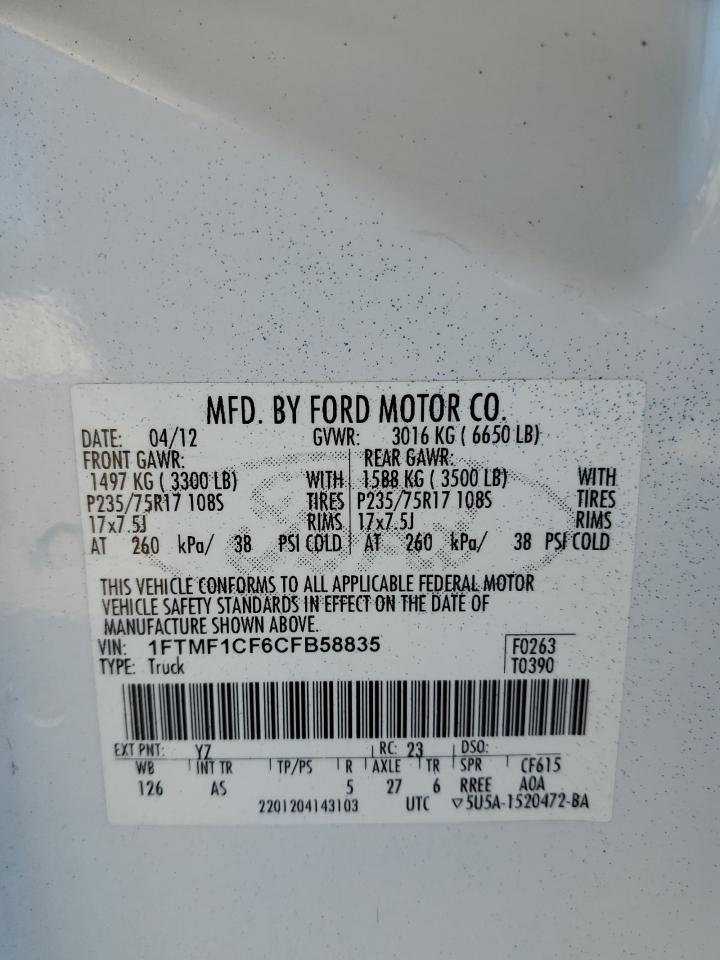 MFD. BY FORD MOTOR CO.
DATE: 04/12 GVWR: 3016 KG ( 6650 LB)
FRONT GAWR: REAR GAWR:
1497 KG ( 3300 LB) WITH 1588 KG ( 3500 LB) WITH
P235/75R17 108S TIRES P235/75R17 108S TIRES
17x7.5J RIMS 17x7.5J RIMS
AT 260 kPa/ 38 PSI COLD AT 260 kPa/ 38 PSI COLD
THIS VEHICLE CONFORMS TO ALL APPLICABLE FEDERAL MOTOR
VEHICLE SAFETY STANDARDS IN EFFECT ON THE DATE OF
MANUFACTURE SHOWN ABOVE.
VIN: 1FTMF1CF6CFB58835 F0263
TYPE: Truck T0390
EXT PNT: YZ RC: 23 DSO:
WB INT TR TP/PS R AXLE TR SPR CF615
126 AS 5 27 6 RREE AOA
2201204143103 UTC ▽5U5A-1520472-BA